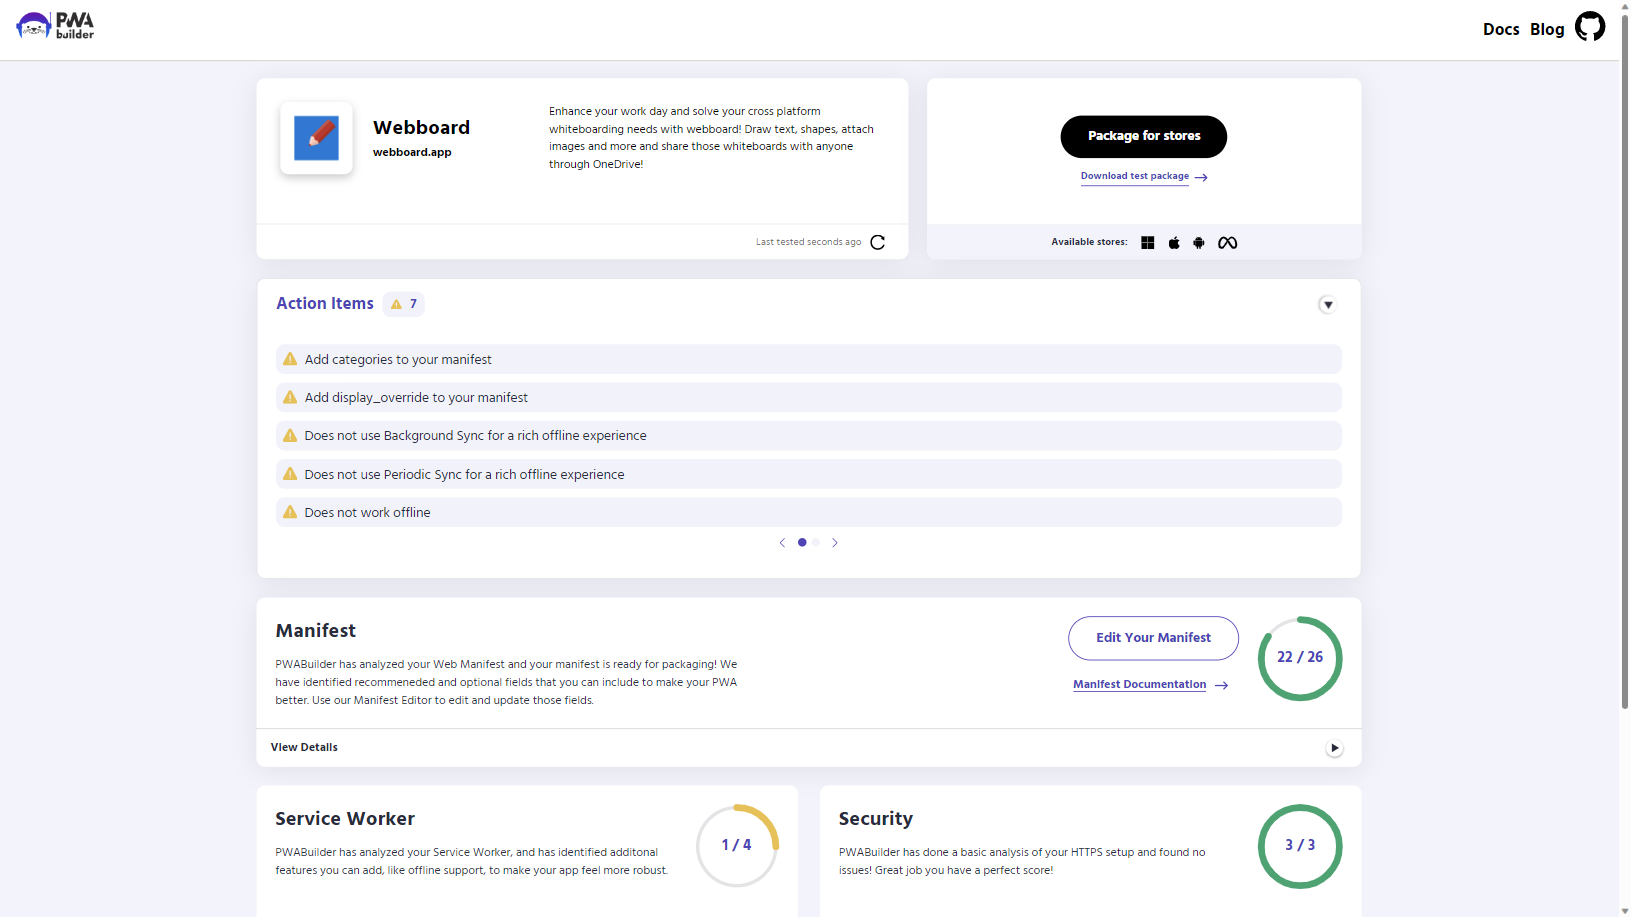 PWA
builder
Docs
Blog
Webboard
webboard.app
Enhance your work day and solve your cross platform
whiteboarding needs with webboard! Draw text, shapes, attach
images and more and share those whiteboards with anyone
through OneDrive!
Last tested seconds ago
Package for stores
Download test package
Available stores:
Action Items
7
Add categories to your manifest
Add display_override to your manifest
Does not use Background Sync for a rich offline experience
Does not use Periodic Sync for a rich offline experience
Does not work offline
Manifest
PWABuilder has analyzed your Web Manifest and your manifest is ready for packaging! We
have identified recommeneded and optional fields that you can include to make your PWA
better. Use our Manifest Editor to edit and update those fields.
Edit Your Manifest
Manifest Documentation
22 / 26
View Details
Service Worker
PWABuilder has analyzed your Service Worker, and has identified additonal
features you can add, like offline support, to make your app feel more robust.
1 / 4
Security
PWABuilder has done a basic analysis of your HTTPS setup and found no
issues! Great job you have a perfect score!
3 / 3